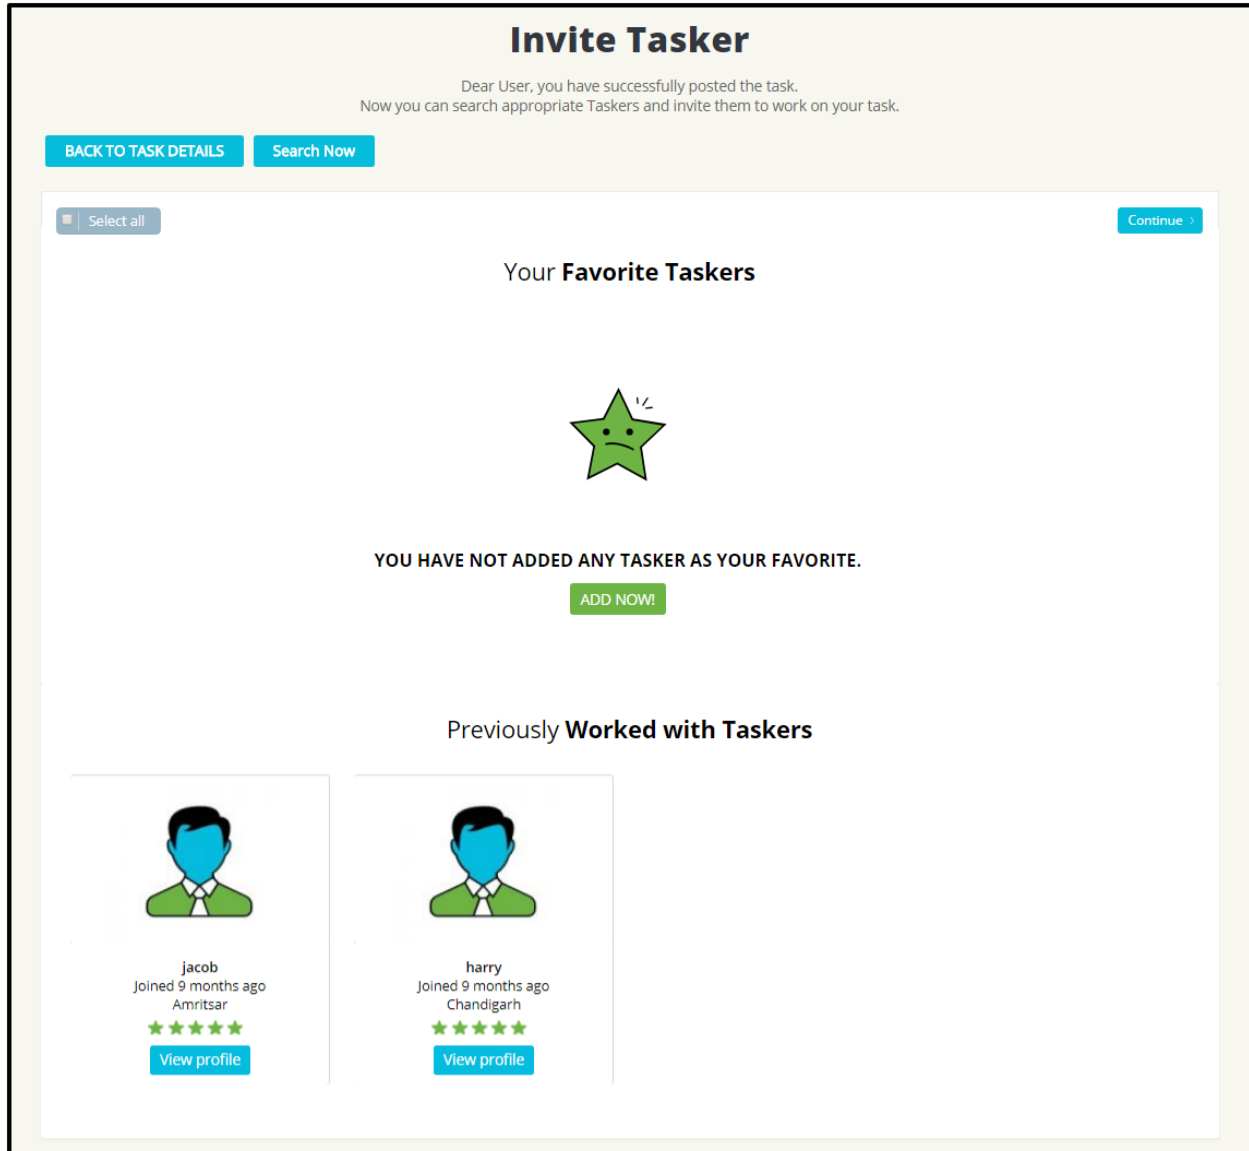 Invite Tasker
Dear User, you have successfully posted the task.
Now you can search appropriate Taskers and invite them to work on your task.
BACK TO TASK DETAILS
Search Now
Select all
Continue
Your Favorite Taskers
YOU HAVE NOT ADDED ANY TASKER AS YOUR FAVORITE.
ADD NOW!
Previously Worked with Taskers
jacob
Joined 9 months ago
Amritsar
View profile
harry
Joined 9 months ago
Chandigarh
View profile